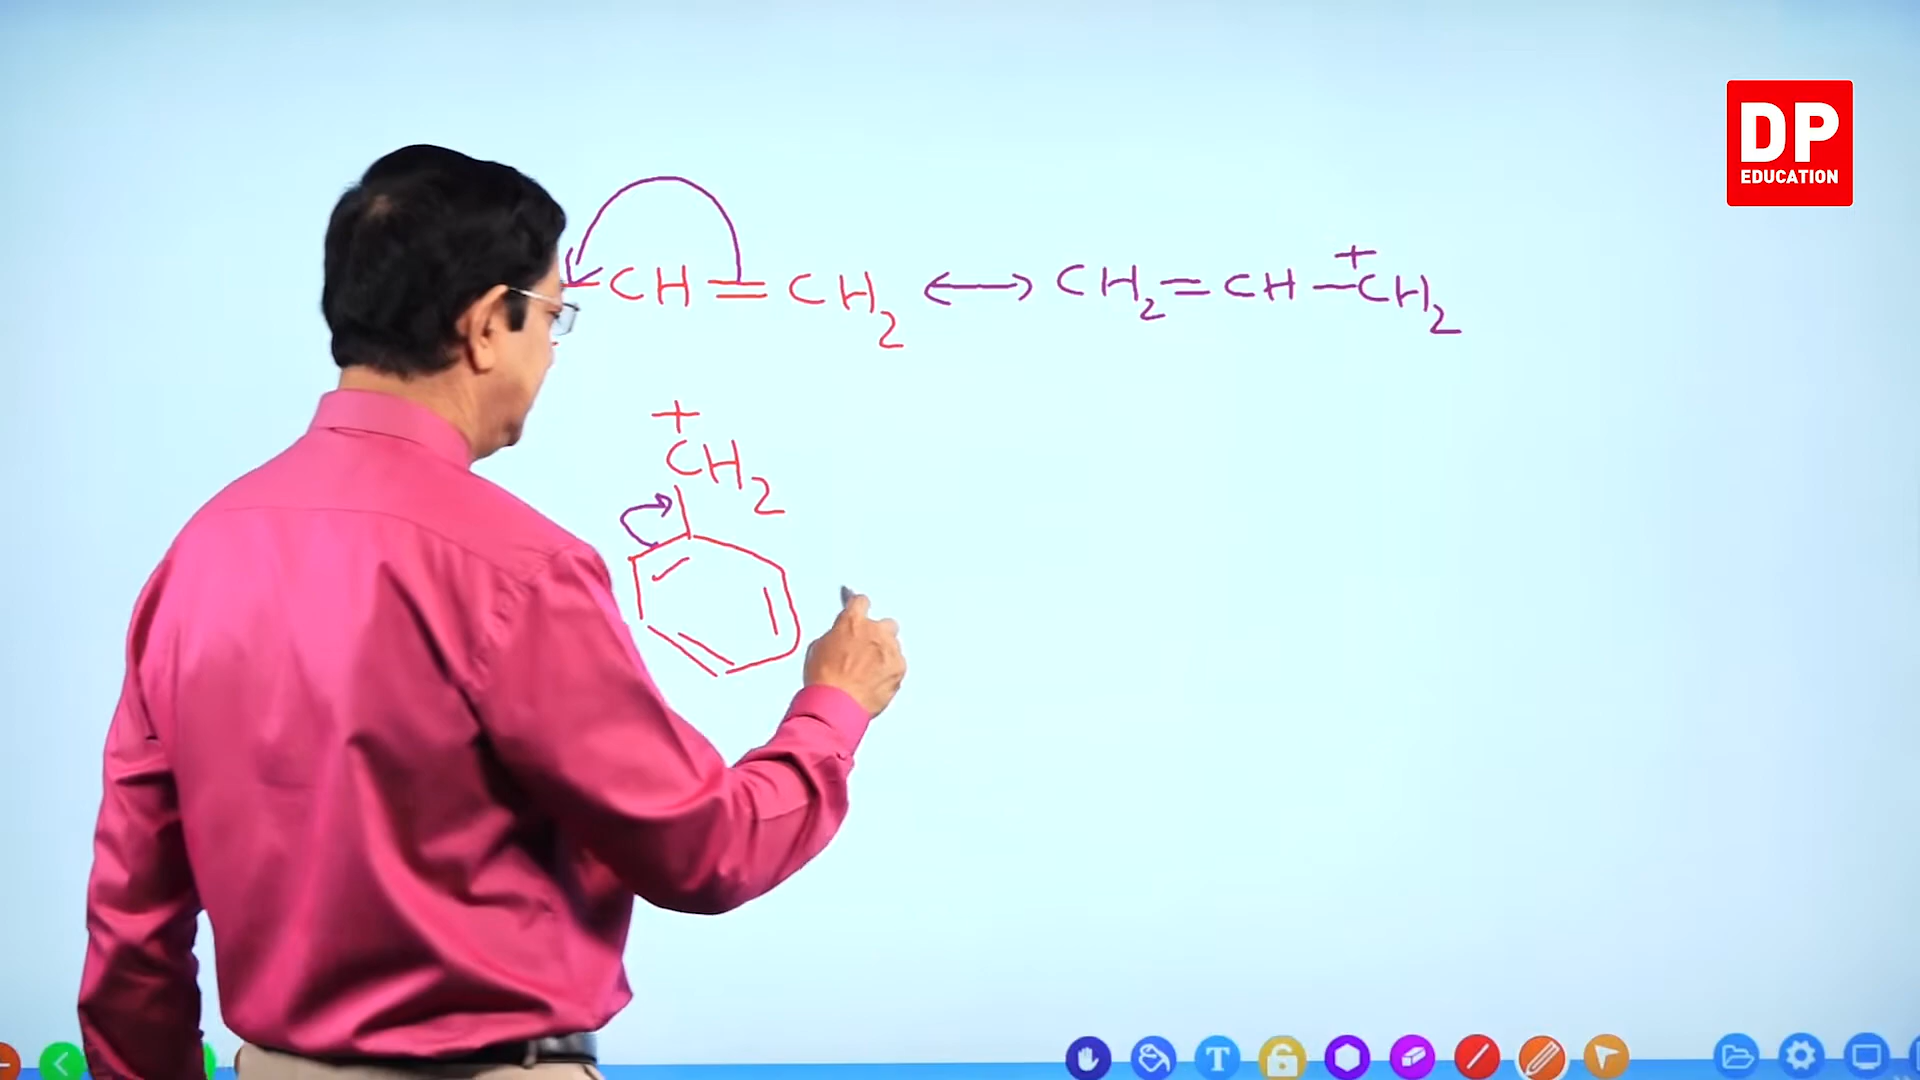 DP
EDUCATION
-CH=CH₂ ⟷ CH₂=CH-⁺CH₂
+
CH₂
T